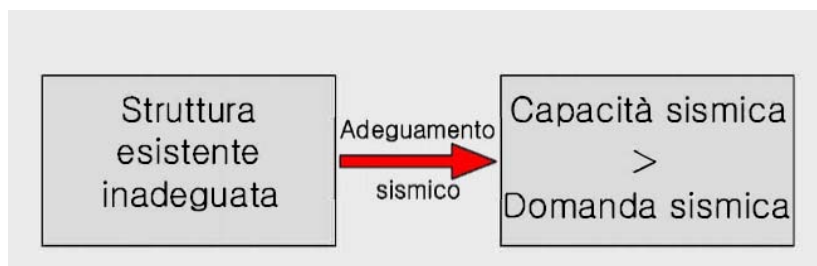 Struttura
esistente
inadeguata
Adeguamento
sismico
Capacità sismica
>
Domanda sismica